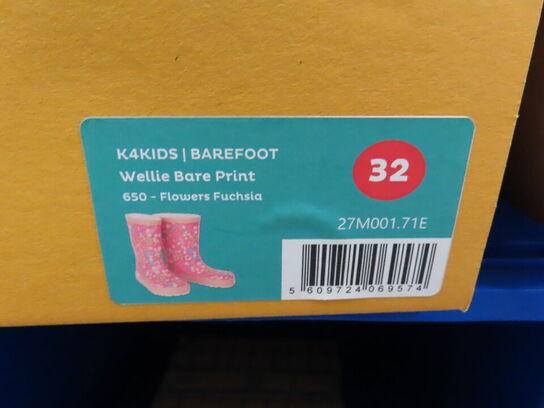 K4KIDS | BAREFOOT
Wellie Bare Print
650 - Flowers Fuchsia
32
27M001.71E
5 609724 069574